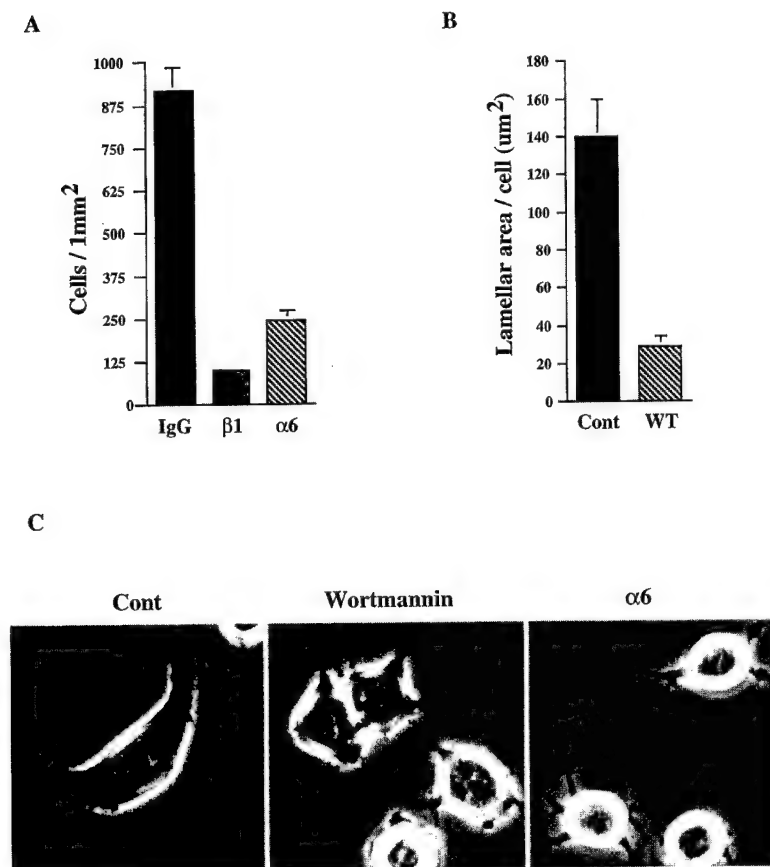 A
Cells / 1mm²
1000
875
750
625
500
375
250
125
0
IgG β1 α6
B
Lamellar area / cell (um²)
180
160
140
120
100
80
60
40
20
0
Cont WT
C
Cont Wortmannin α6